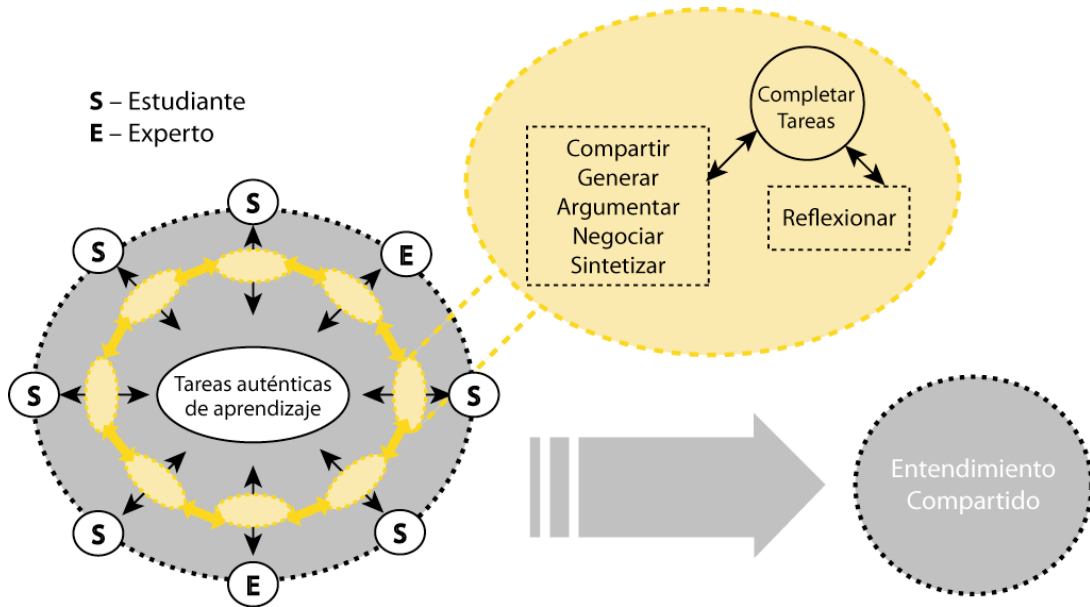 S – Estudiante
E – Experto
Completar
Tareas
Compartir
Generar
Argumentar
Negociar
Sintetizar
Reflexionar
S
S
E
S
Tareas auténticas
de aprendizaje
S
S
S
E
Entendimiento
Compartido